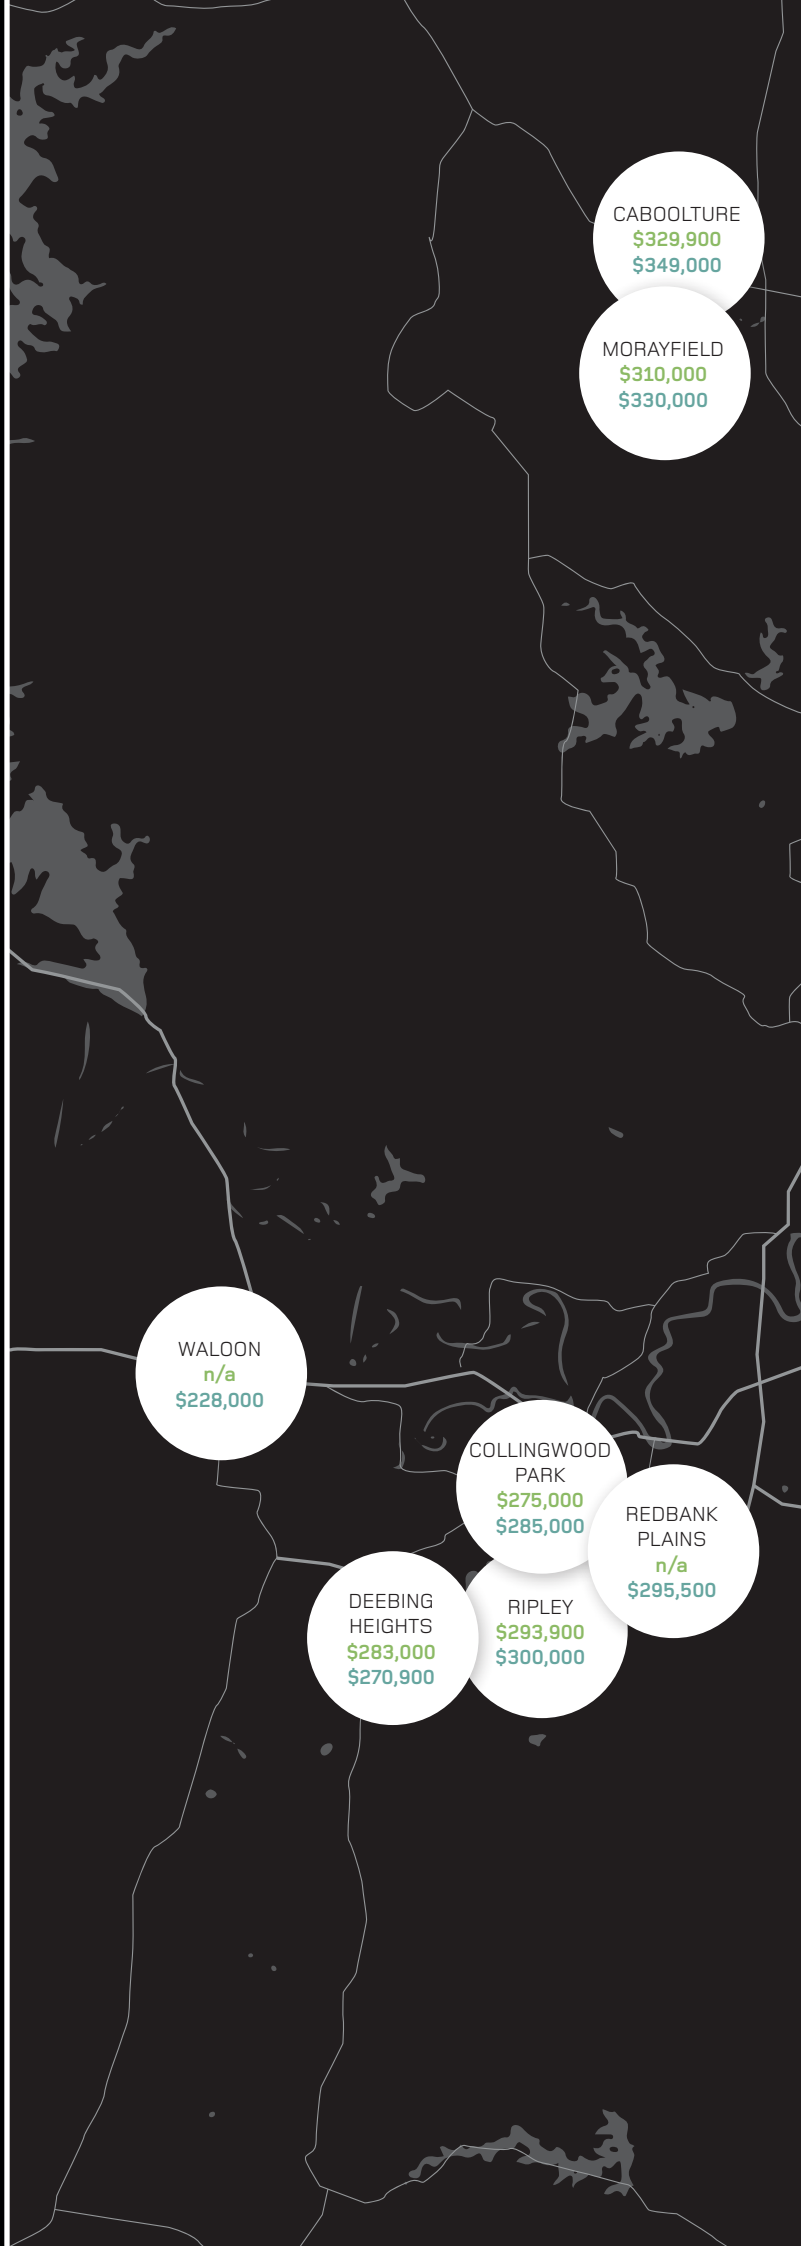 CABOOLTURE
$329,900
$349,000
MORAYFIELD
$310,000
$330,000
WALOON
n/a
$228,000
COLLINGWOOD
PARK
$275,000
$285,000
REDBANK
PLAINS
n/a
$295,500
DEEBING
HEIGHTS
$283,000
$270,900
RIPLEY
$293,900
$300,000